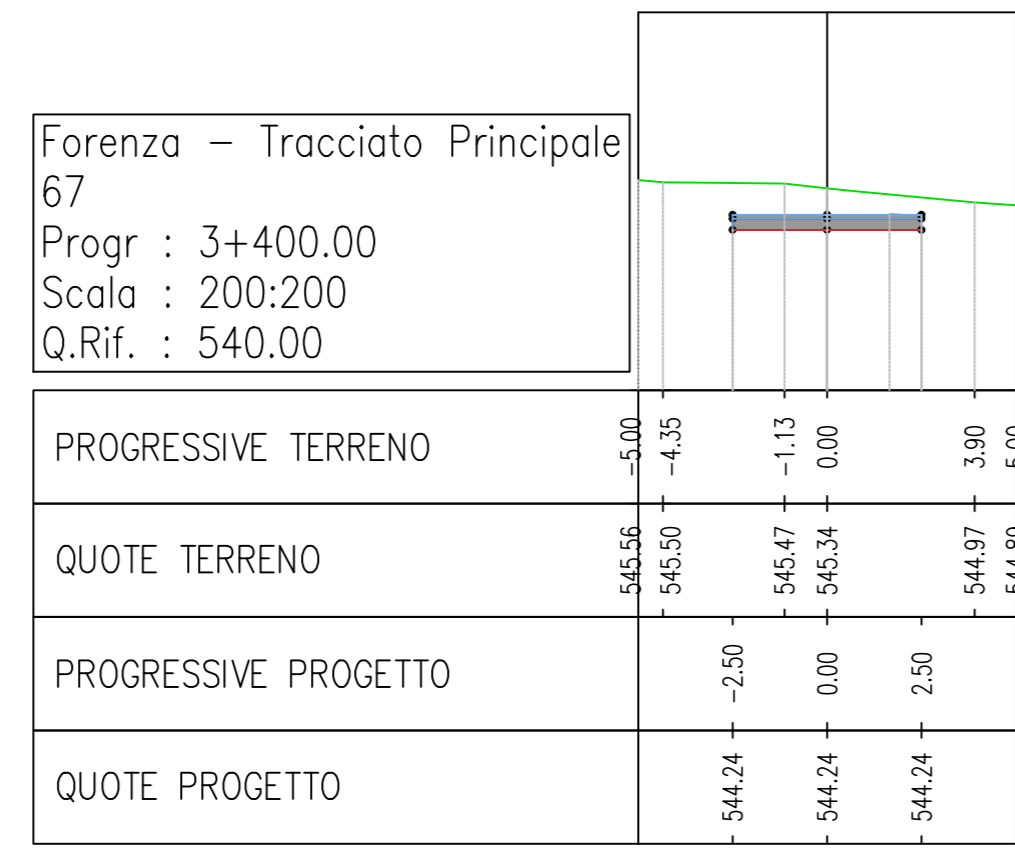 Forenza – Tracciato Principale
67
Progr : 3+400.00
Scala : 200:200
Q.Rif. : 540.00
PROGRESSIVE TERRENO -5.00 -4.35 -1.13 0.00 3.90 5.00
QUOTE TERRENO 545.56 545.50 545.47 545.34 544.97
PROGRESSIVE PROGETTO -2.50 0.00 2.50
QUOTE PROGETTO 544.24 544.24 544.24